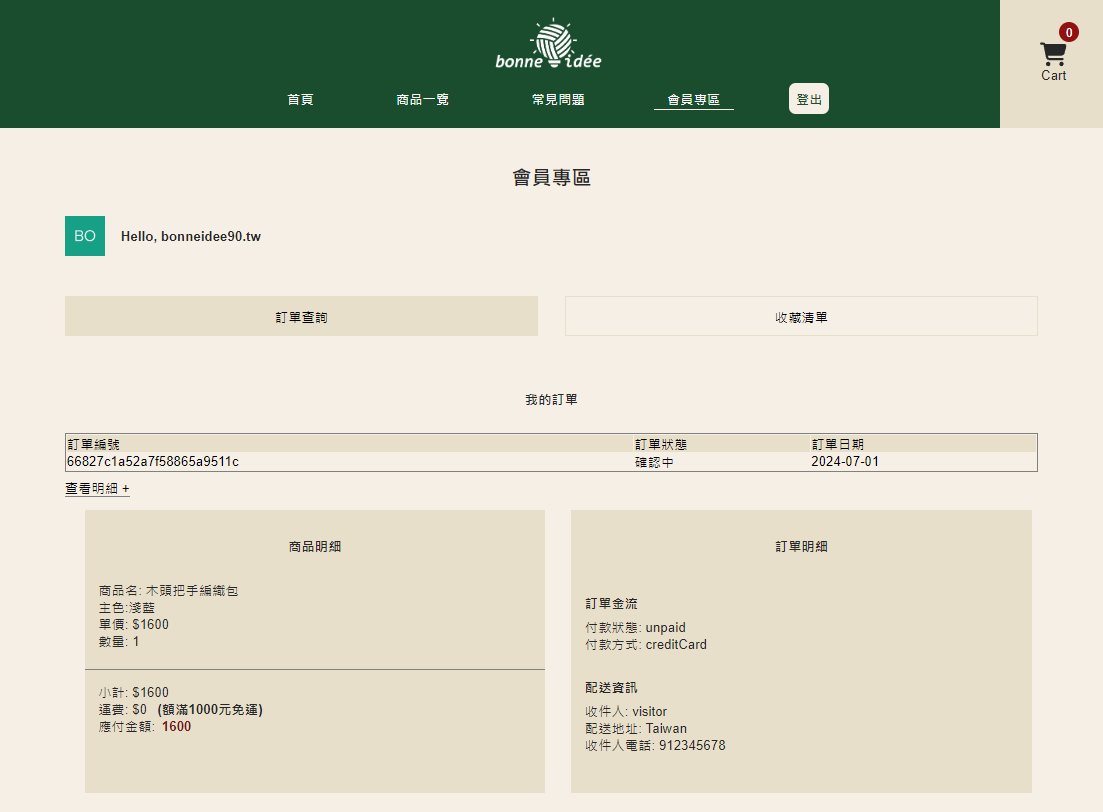 bonne idée
0
Cart
首頁 商品一覽 常見問題 會員專區 登出
會員專區
BO Hello, bonneidee90.tw
訂單查詢 收藏清單
我的訂單
訂單編號 訂單狀態 訂單日期
66827c1a52a7f58865a9511c 確認中 2024-07-01
查看明細 +
商品明細
商品名: 木頭把手編織包
主色:淺藍
單價: $1600
數量: 1
小計: $1600
運費: $0 (額滿1000元免運)
應付金額: 1600
訂單明細
訂單金流
付款狀態: unpaid
付款方式: creditCard
配送資訊
收件人: visitor
配送地址: Taiwan
收件人電話: 912345678